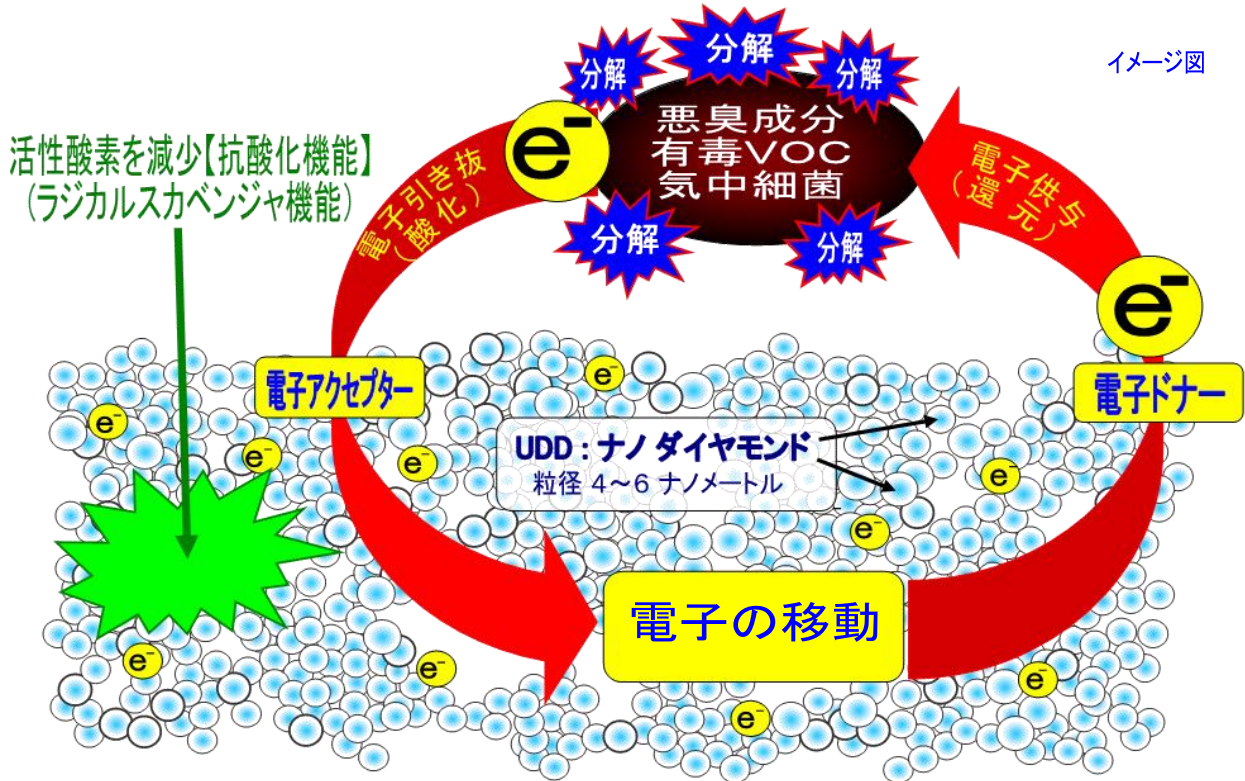 イメージ図
分解
分解
分解
悪臭成分
有毒VOC
気中細菌
分解
分解
e⁻
電子引き抜
(酸化)
電子供与
(還元)
e⁻
活性酸素を減少【抗酸化機能】
(ラジカルスカベンジャ機能)
電子アクセプター
電子ドナー
e⁻
e⁻
e⁻
e⁻
UDD：ナノダイヤモンド
粒径 4〜6 ナノメートル
e⁻
e⁻
電子の移動
e⁻
e⁻
e⁻
e⁻